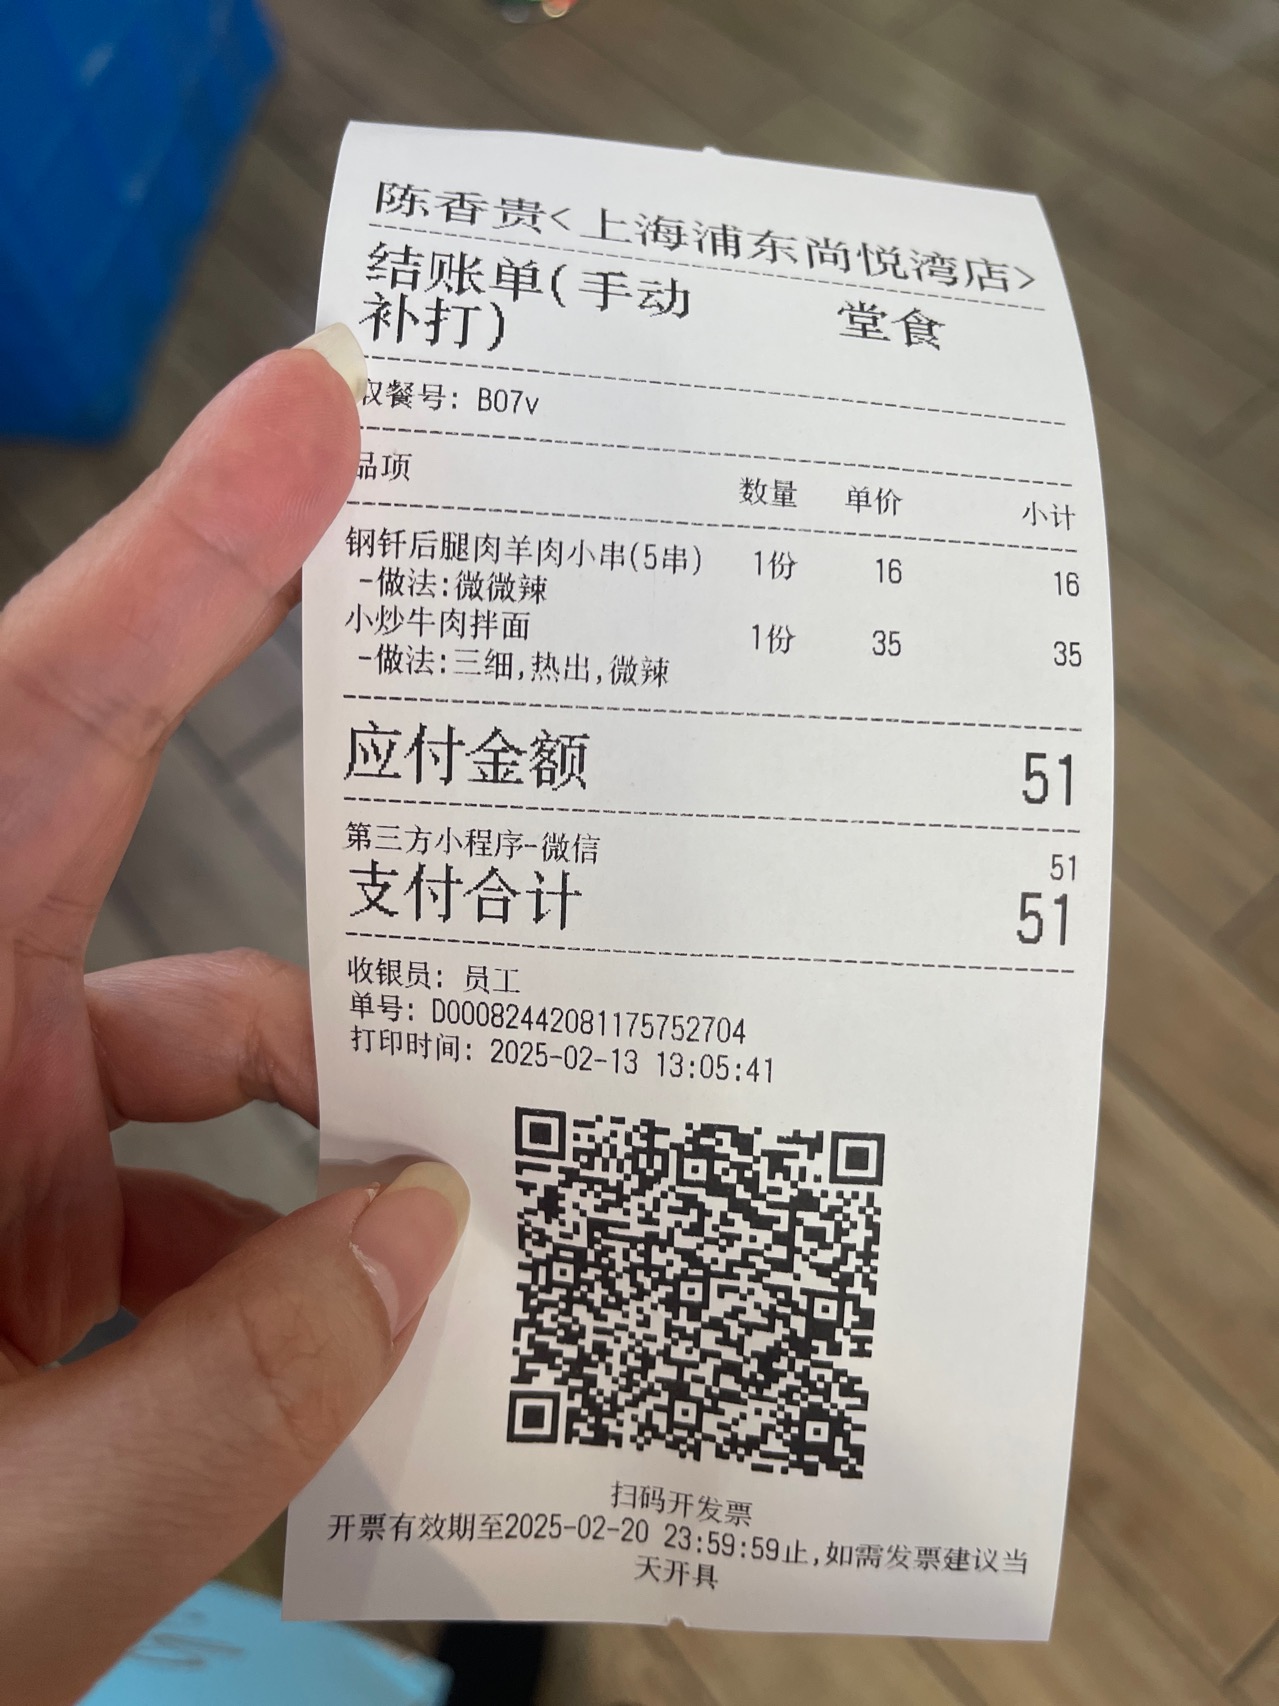 陈香贵<上海浦东尚悦湾店>
结账单(手动 堂食
补打)
取餐号: B07v
品项 数量 单价 小计
钢钎后腿肉羊肉小串(5串) 1份 16 16
-做法:微微辣
小炒牛肉拌面 1份 35 35
-做法:三细,热出,微辣
应付金额 51
第三方小程序-微信 51
支付合计 51
收银员: 员工
单号: D00082442081175752704
打印时间: 2025-02-13 13:05:41
扫码开发票
开票有效期至2025-02-20 23:59:59止,如需发票建议当
天开具